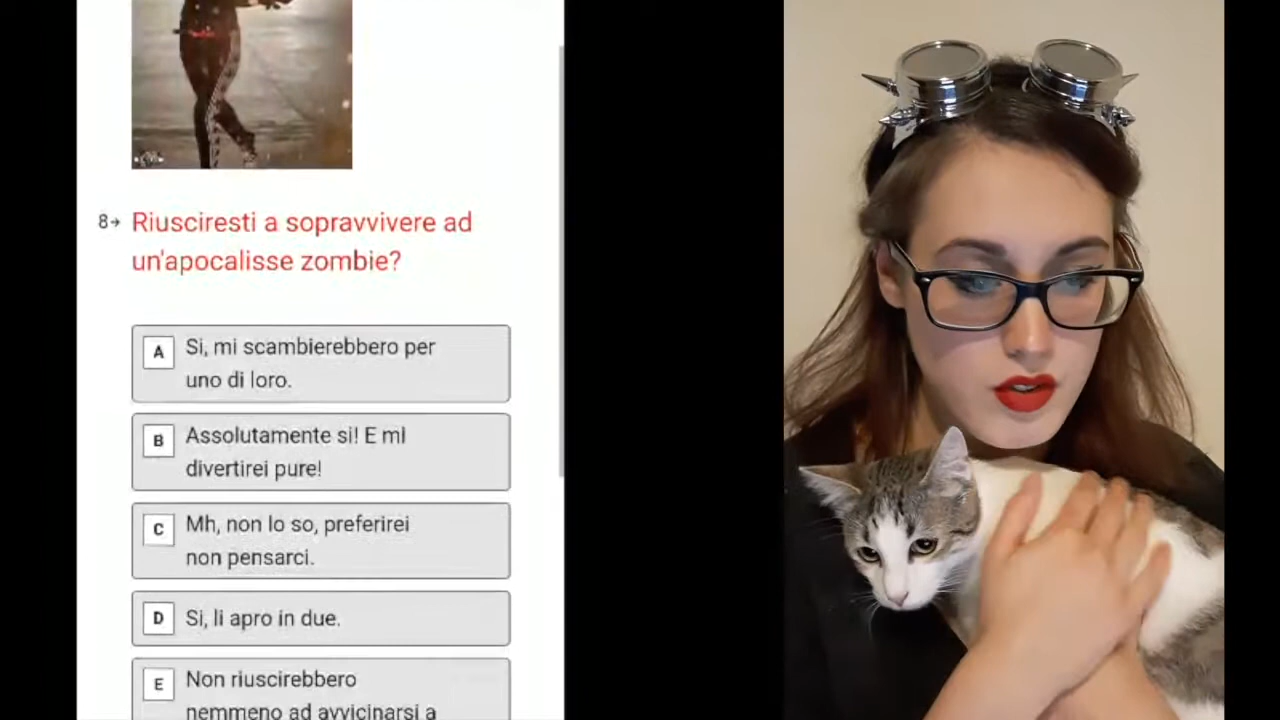 8→ Riusciresti a sopravvivere ad
un'apocalisse zombie?
A Si, mi scambierebbero per
uno di loro.
B Assolutamente si! E mI
divertirei pure!
C Mh, non lo so, preferirei
non pensarci.
D Si, li apro in due.
E Non riuscirebbero
nemmeno ad avvicinarsi a